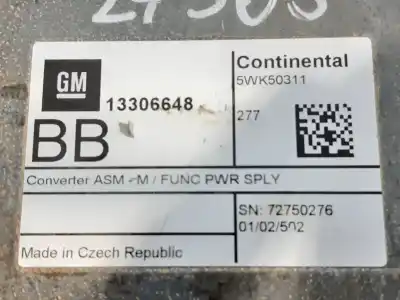 27305
GM
13306648
BB
Continental
5WK50311
277
Converter ASM -M / FUNC PWR SPLY
SN: 72750276
01/02/502
Made in Czech Republic